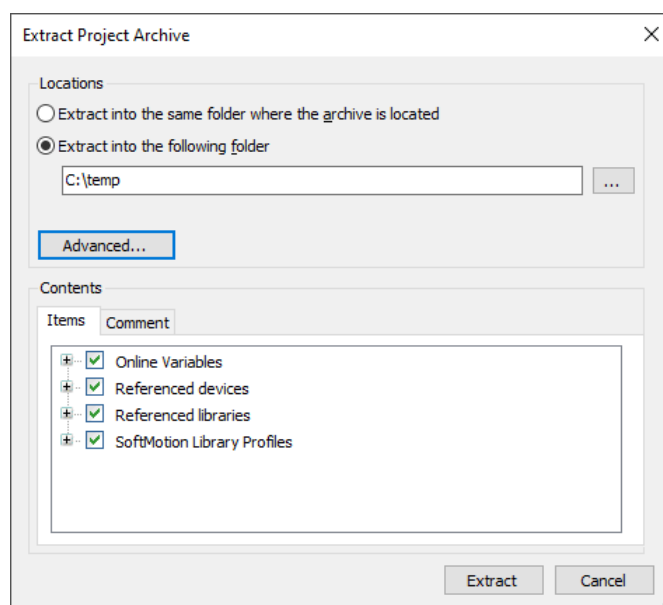 Extract Project Archive
Locations
Extract into the same folder where the archive is located
Extract into the following folder
C:\temp
...
Advanced...
Contents
Items Comment
Online Variables
Referenced devices
Referenced libraries
SoftMotion Library Profiles
Extract Cancel